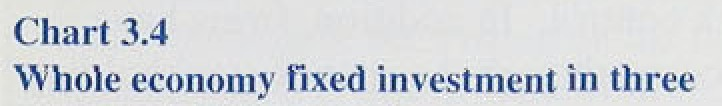 Chart 3.4
Whole economy fixed investment in three